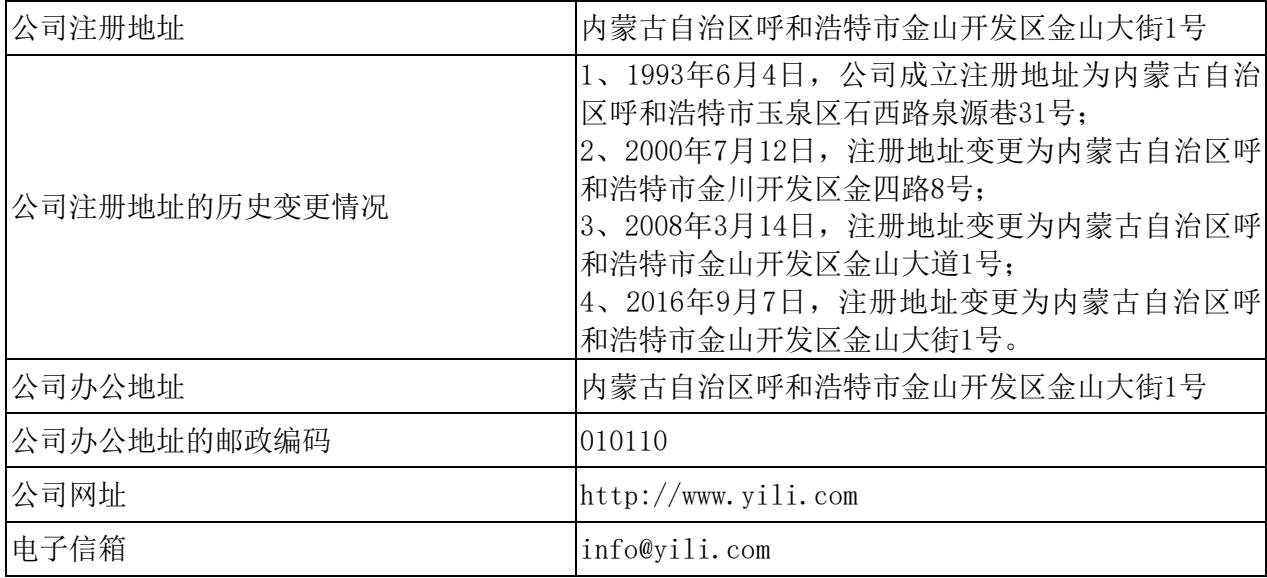 公司注册地址
内蒙古自治区呼和浩特市金山开发区金山大街1号
公司注册地址的历史变更情况
1、1993年6月4日，公司成立注册地址为内蒙古自治
区呼和浩特市玉泉区石西路泉源巷31号；
2、2000年7月12日，注册地址变更为内蒙古自治区呼
和浩特市金川开发区金四路8号；
3、2008年3月14日，注册地址变更为内蒙古自治区呼
和浩特市金山开发区金山大道1号；
4、2016年9月7日，注册地址变更为内蒙古自治区呼
和浩特市金山开发区金山大街1号。
公司办公地址
内蒙古自治区呼和浩特市金山开发区金山大街1号
公司办公地址的邮政编码
010110
公司网址
http://www.yili.com
电子信箱
info@yili.com